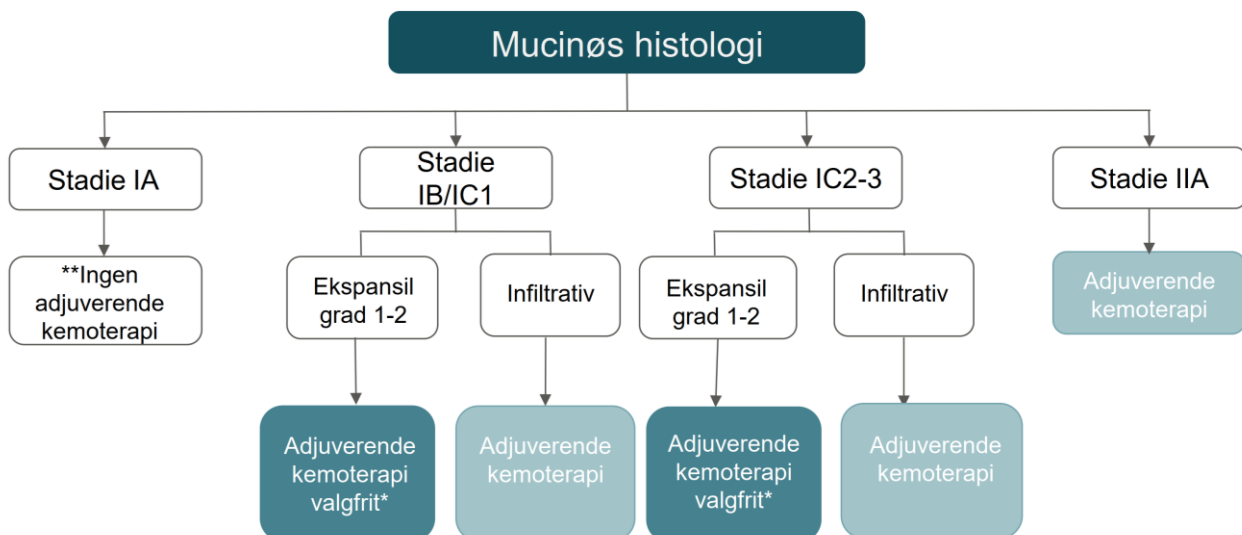 Mucinøs histologi
Stadie IA
Stadie
IB/IC1
Stadie IC2-3
Stadie IIA
**Ingen
adjuverende
kemoterapi
Ekspansil
grad 1-2
Infiltrativ
Ekspansil
grad 1-2
Infiltrativ
Adjuverende
kemoterapi
Adjuverende
kemoterapi
valgfrit*
Adjuverende
kemoterapi
Adjuverende
kemoterapi
valgfrit*
Adjuverende
kemoterapi